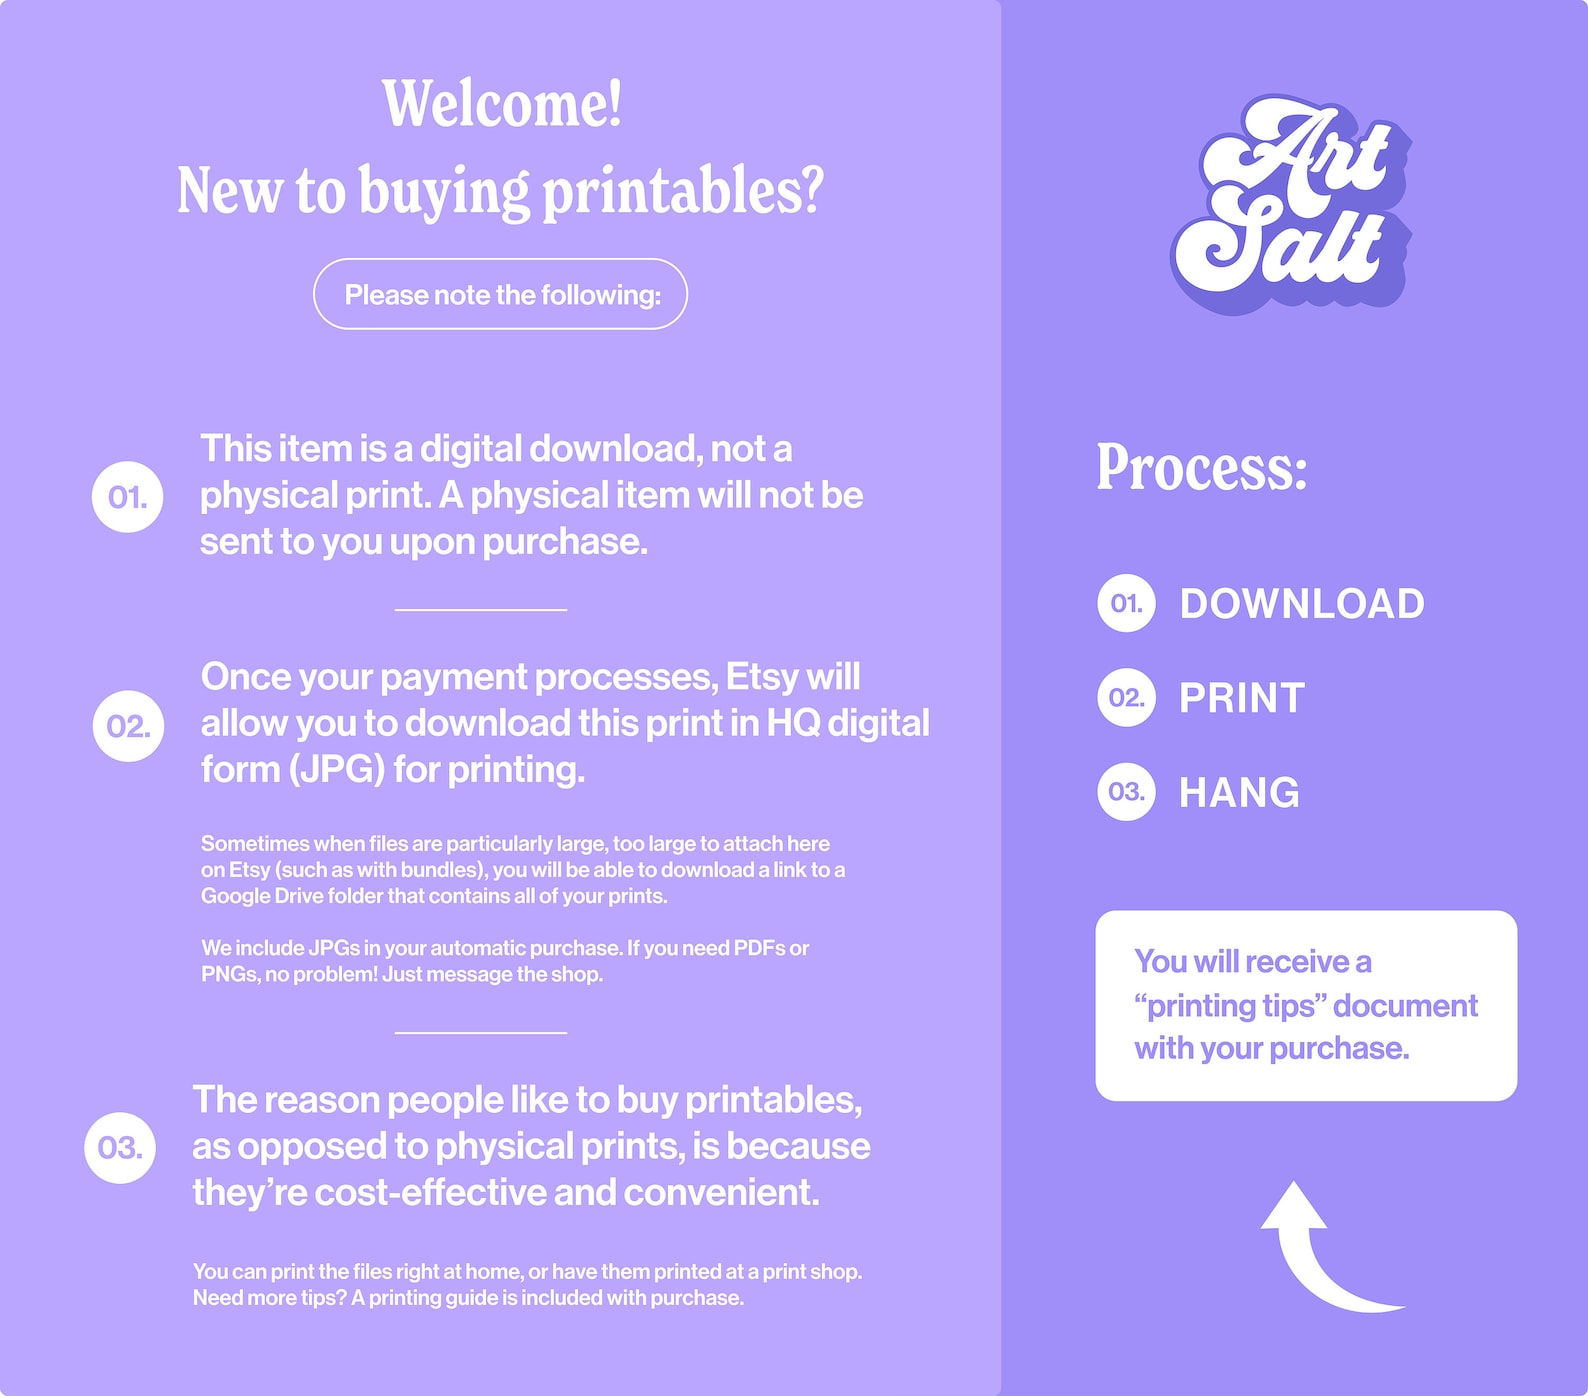 Welcome!
New to buying printables?
Please note the following:
01.
This item is a digital download, not a
physical print. A physical item will not be
sent to you upon purchase.
02.
Once your payment processes, Etsy will
allow you to download this print in HQ digital
form (JPG) for printing.
Sometimes when files are particularly large, too large to attach here
on Etsy (such as with bundles), you will be able to download a link to a
Google Drive folder that contains all of your prints.
We include JPGs in your automatic purchase. If you need PDFs or
PNGs, no problem! Just message the shop.
03.
The reason people like to buy printables,
as opposed to physical prints, is because
they’re cost-effective and convenient.
You can print the files right at home, or have them printed at a print shop.
Need more tips? A printing guide is included with purchase.
Art
Salt
Process:
01. DOWNLOAD
02. PRINT
03. HANG
You will receive a
“printing tips” document
with your purchase.